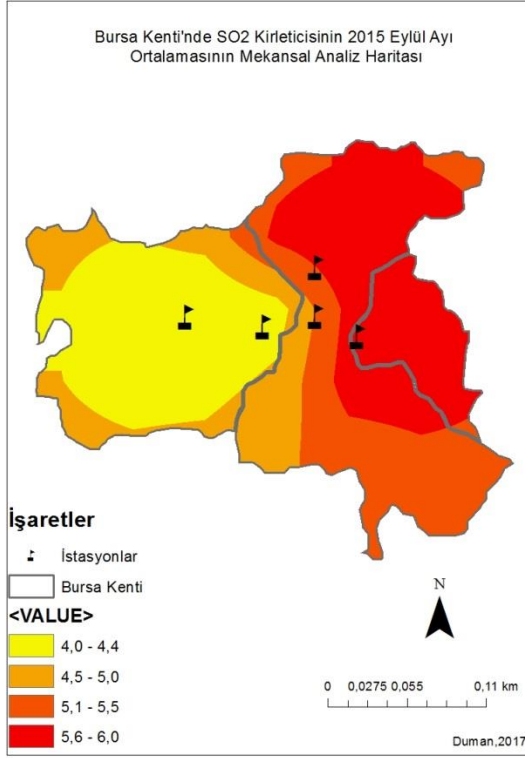 Bursa Kenti'nde SO2 Kirleticisinin 2015 Eylül Ayı
Ortalamasının Mekansal Analiz Haritası
İşaretler
İstasyonlar
Bursa Kenti
<VALUE>
4,0 - 4,4
4,5 - 5,0
5,1 - 5,5
5,6 - 6,0
N
0 0,0275 0,055 0,11 km
Duman,2017